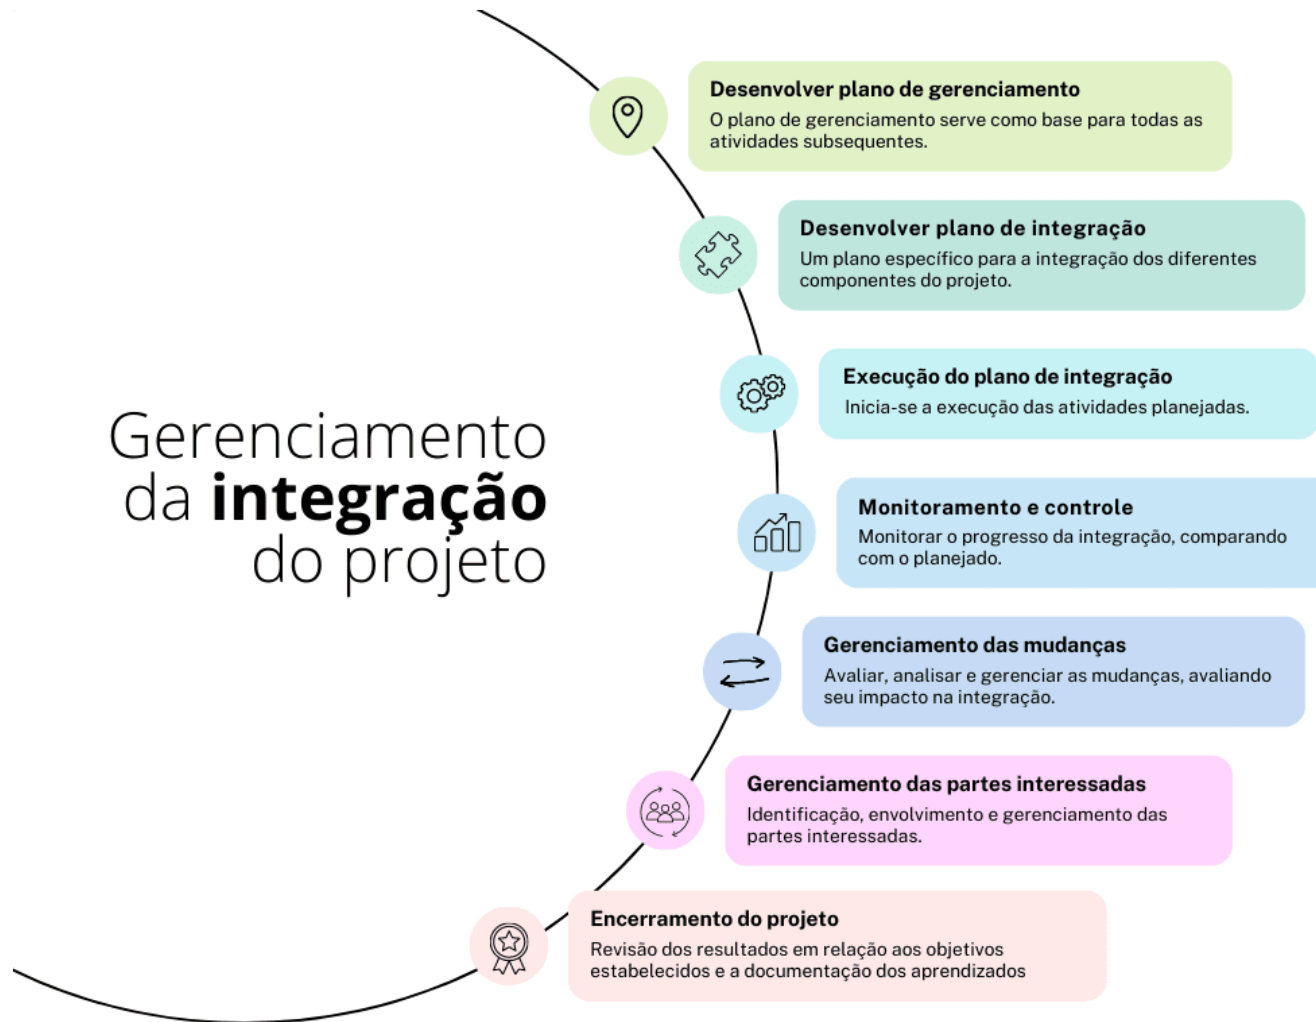 Gerenciamento
da integração
do projeto
Desenvolver plano de gerenciamento
O plano de gerenciamento serve como base para todas as
atividades subsequentes.
Desenvolver plano de integração
Um plano específico para a integração dos diferentes
componentes do projeto.
Execução do plano de integração
Inicia-se a execução das atividades planejadas.
Monitoramento e controle
Monitorar o progresso da integração, comparando
com o planejado.
Gerenciamento das mudanças
Avaliar, analisar e gerenciar as mudanças, avaliando
seu impacto na integração.
Gerenciamento das partes interessadas
Identificação, envolvimento e gerenciamento das
partes interessadas.
Encerramento do projeto
Revisão dos resultados em relação aos objetivos
estabelecidos e a documentação dos aprendizados